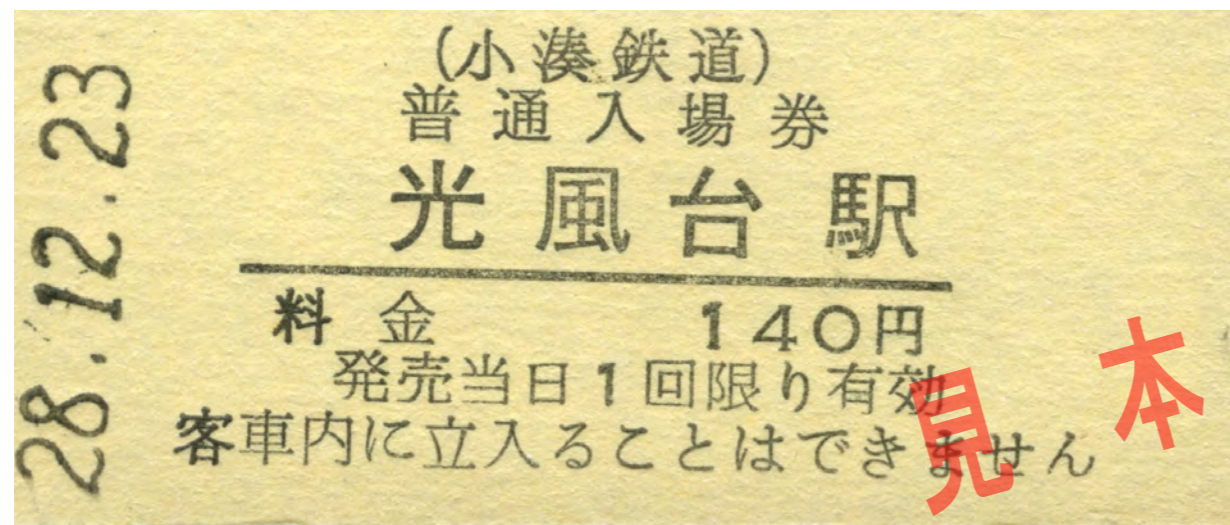 28.12.23
(小湊鉄道)
普通入場券
光風台駅
料金 140円
発売当日1回限り有効
客車内に立入ることはできません
見本